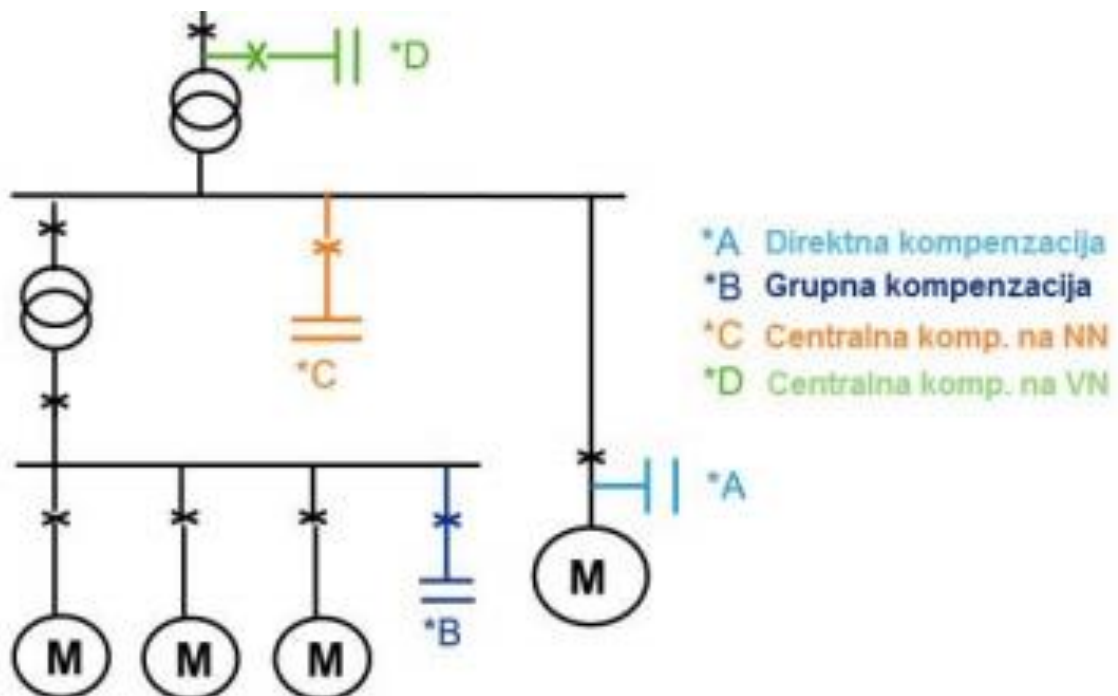 *D
*A Direktna kompenzacija
*B Grupna kompenzacija
*C Centralna komp. na NN
*D Centralna komp. na VN
*C
*A
M
*B
M M M